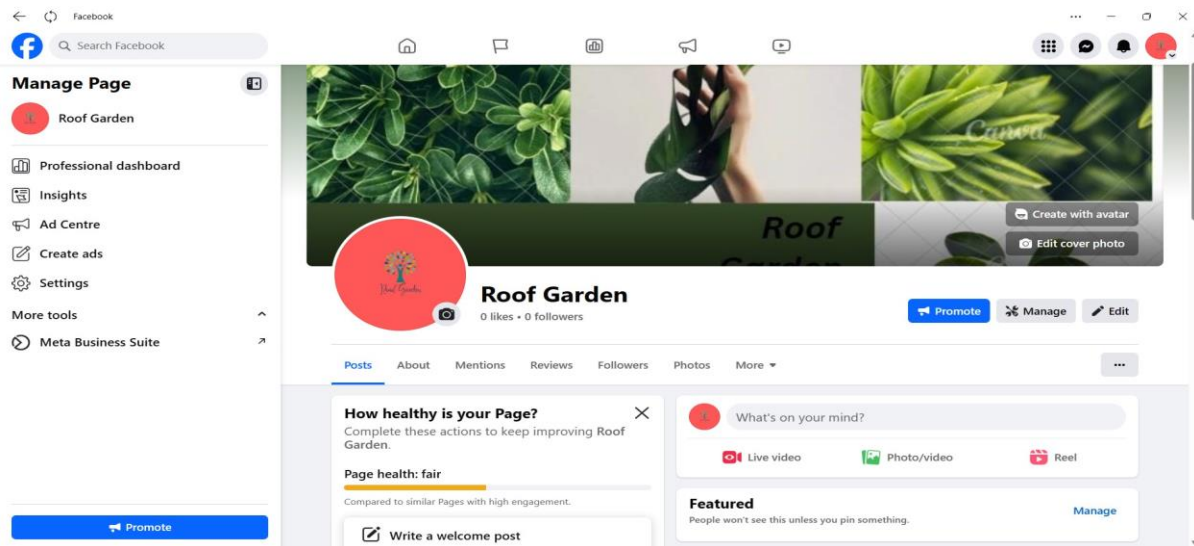 Facebook
Search Facebook
Manage Page
Roof Garden
Professional dashboard
Insights
Ad Centre
Create ads
Settings
More tools
Meta Business Suite
Promote
Canva
Roof
Garden
Create with avatar
Edit cover photo
Roof Garden
Roof Garden
0 likes • 0 followers
Promote
Manage
Edit
Posts
About
Mentions
Reviews
Followers
Photos
More
How healthy is your Page?
Complete these actions to keep improving Roof
Garden.
Page health: fair
Compared to similar Pages with high engagement.
Write a welcome post
What's on your mind?
Live video
Photo/video
Reel
Featured
People won't see this unless you pin something.
Manage